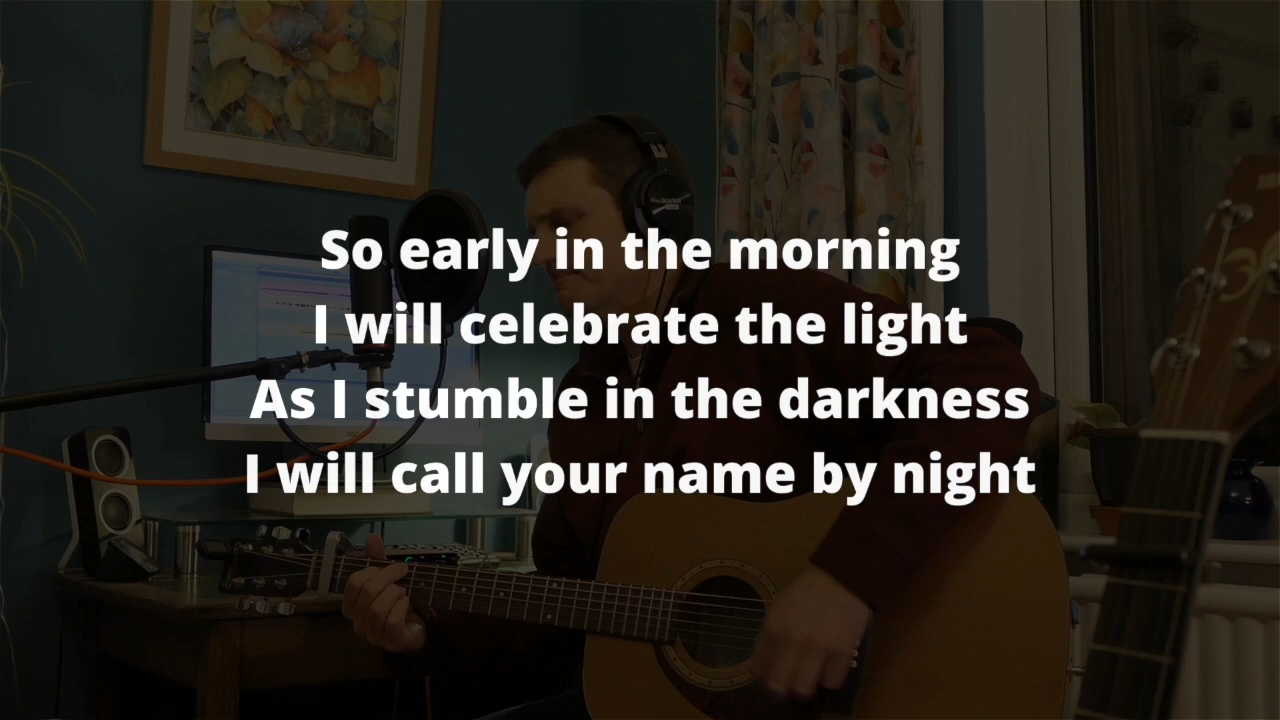 So early in the morning
I will celebrate the light
As I stumble in the darkness
I will call your name by night